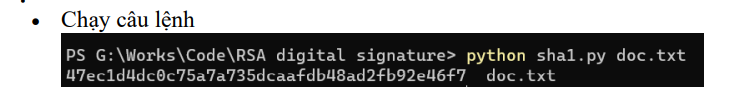 • Chạy câu lệnh
PS G:\Works\Code\RSA digital signature> python sha1.py doc.txt
47ec1d4dc0c75a7a735dcaafdb48ad2fb92e46f7  doc.txt